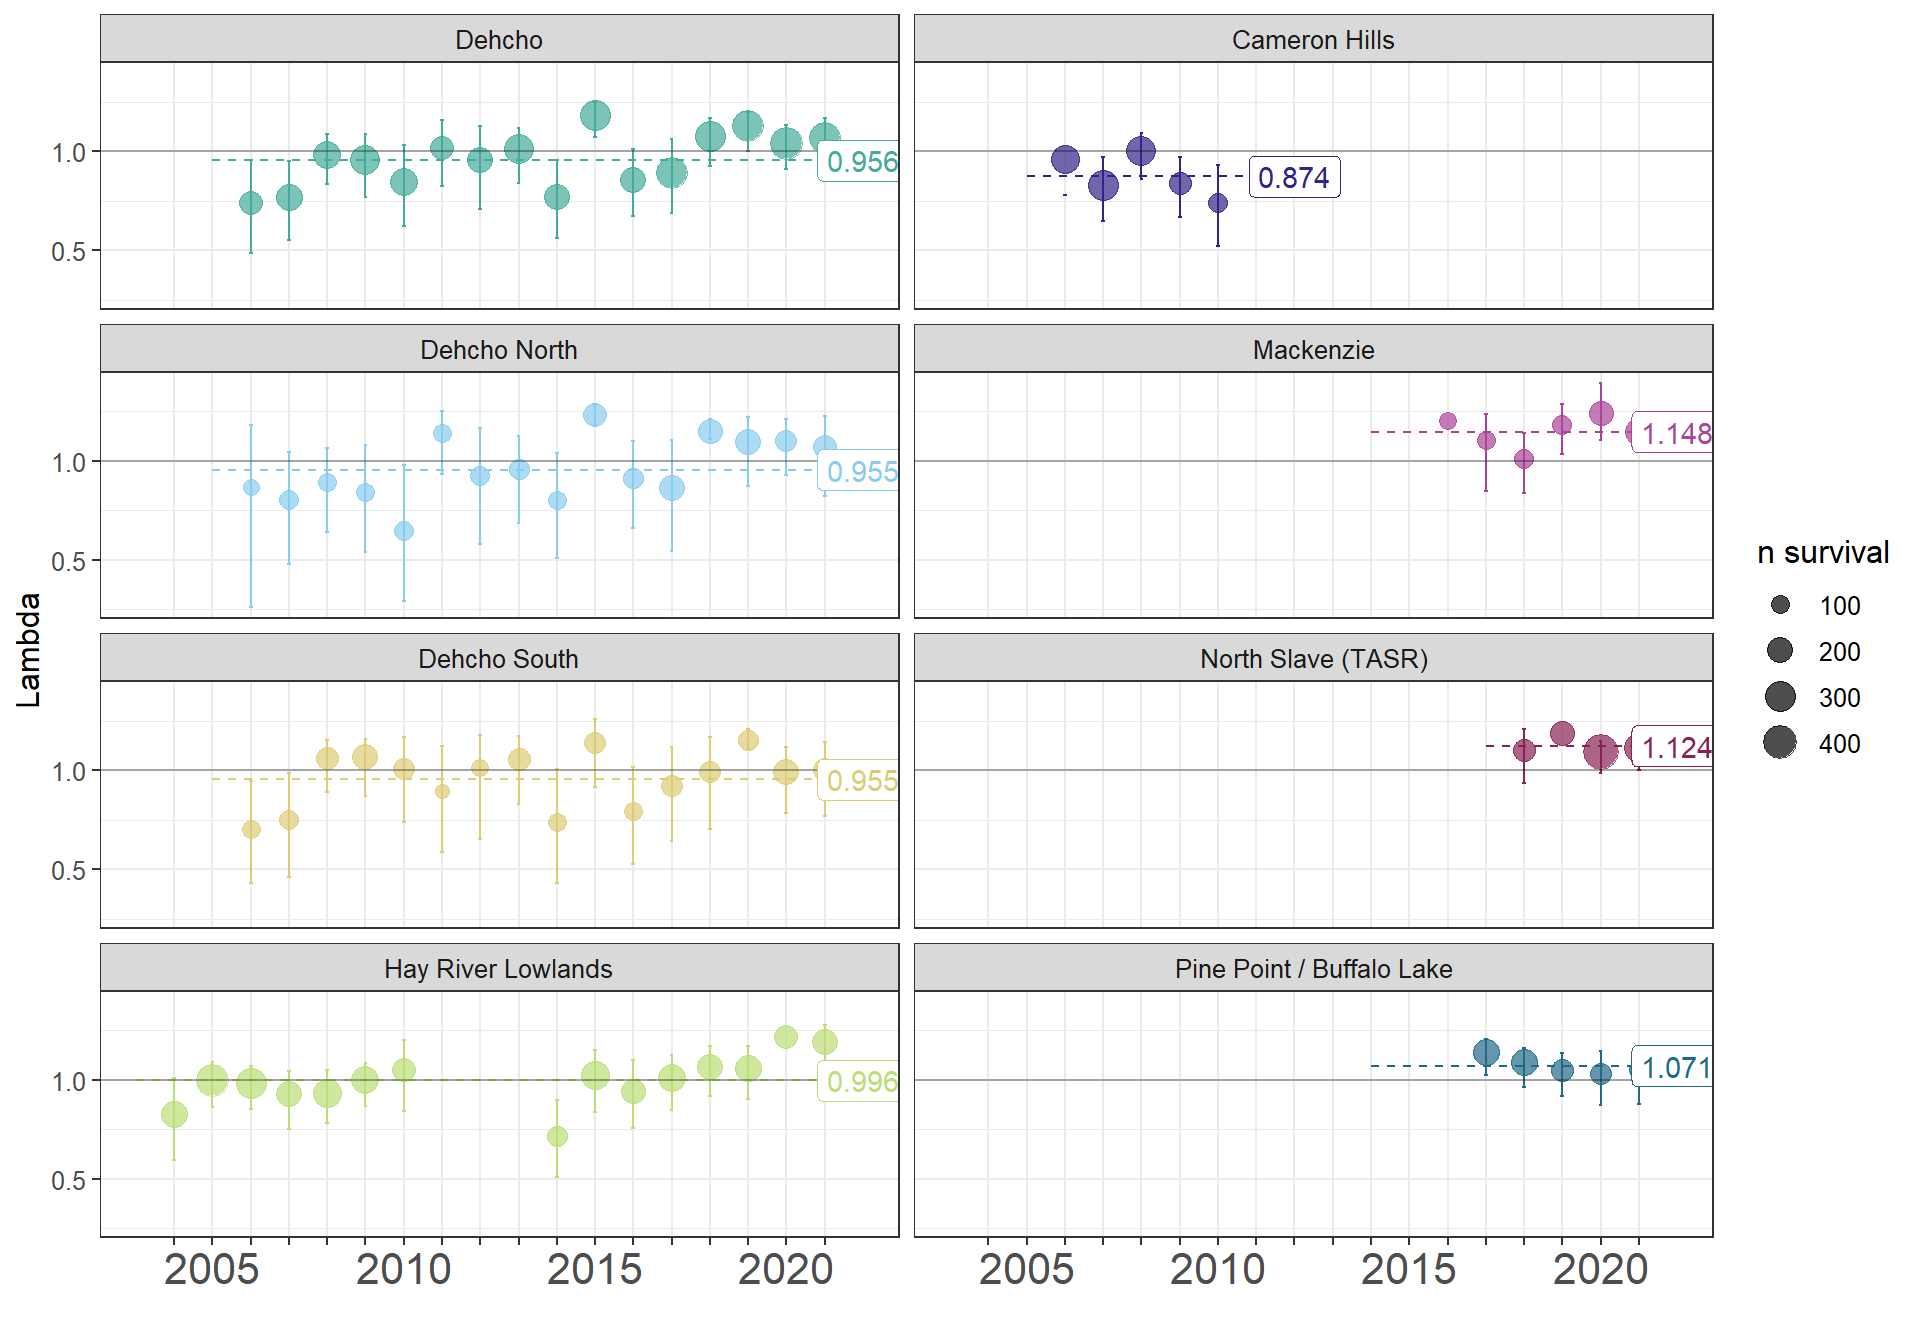 Dehcho
Cameron Hills
1.0
0.5
0.956
0.874
Dehcho North
Mackenzie
1.0
0.5
0.955
1.148
Lambda
Dehcho South
North Slave (TASR)
1.0
0.5
0.955
1.124
Hay River Lowlands
Pine Point / Buffalo Lake
1.0
0.5
0.996
1.071
2005 2010 2015 2020
2005 2010 2015 2020
n survival
100
200
300
400